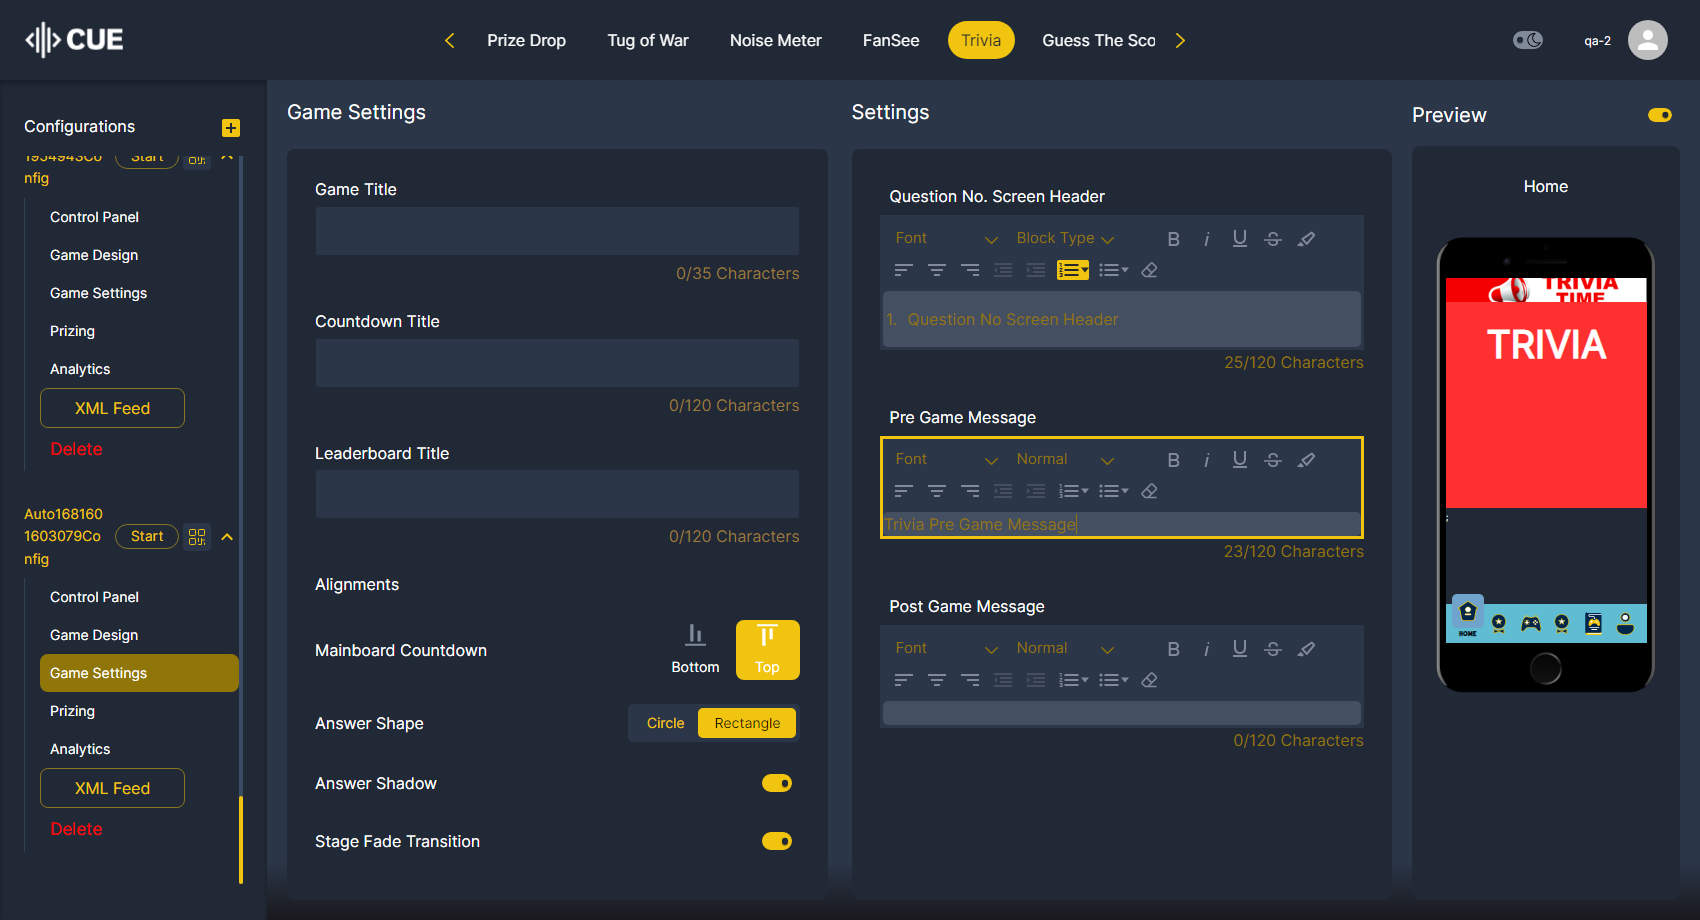 CUE
Prize Drop
Tug of War
Noise Meter
FanSee
Trivia
Guess The Sco
qa-2
Configurations
1954943Co
nfig
Start
Control Panel
Game Design
Game Settings
Prizing
Analytics
XML Feed
Delete
Auto168160
1603079Co
nfig
Start
Control Panel
Game Design
Game Settings
Prizing
Analytics
XML Feed
Delete
Game Settings
Game Title
0/35 Characters
Countdown Title
0/120 Characters
Leaderboard Title
0/120 Characters
Alignments
Mainboard Countdown
Bottom
Top
Answer Shape
Circle
Rectangle
Answer Shadow
Stage Fade Transition
Settings
Question No. Screen Header
Font
Block Type
B i U S
1. Question No Screen Header
25/120 Characters
Pre Game Message
Font
Normal
B i U S
Trivia Pre Game Message
23/120 Characters
Post Game Message
Font
Normal
B i U S
0/120 Characters
Preview
Home
TRIVIA
TIME
TRIVIA
;
HOME